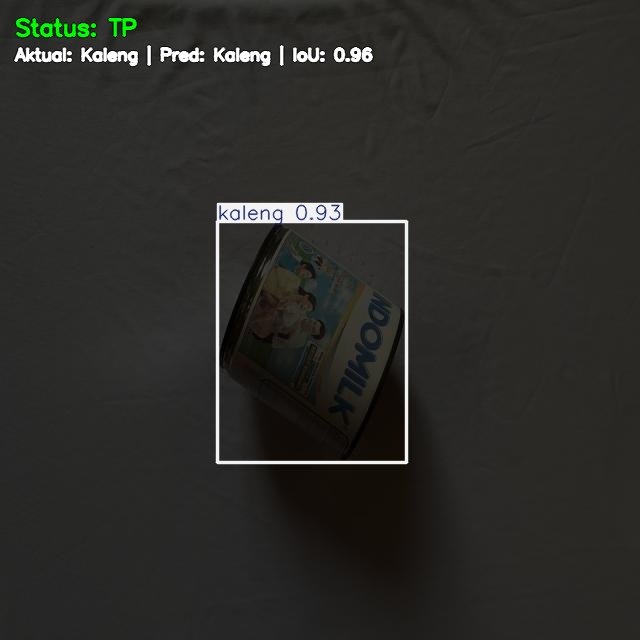 Status: TP
Aktual: Kaleng | Pred: Kaleng | IoU: 0.96
kaleng 0.93
NDOMILK